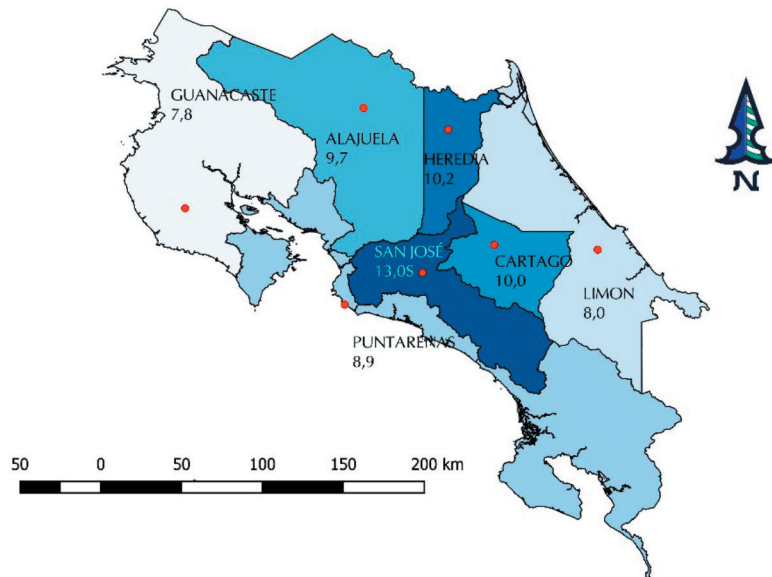 GUANACASTE
7,8
ALAJUELA
9,7
HEREDIA
10,2
SAN JOSÉ
13,0S
CARTAGO
10,0
LIMON
8,0
PUNTARENAS
8,9
N
50 0 50 100 150 200 km